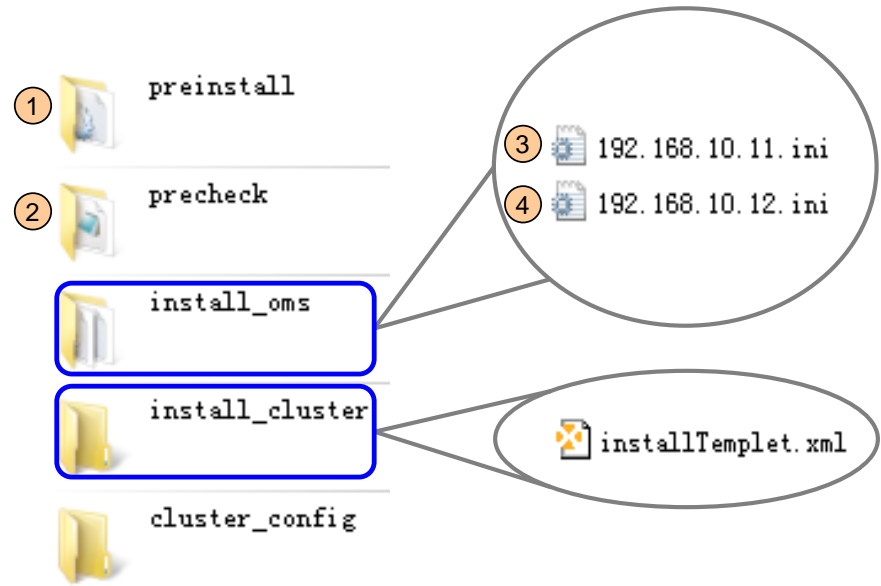 1 preinstall
2 precheck
install_oms
install_cluster
cluster_config
3 192.168.10.11.ini
4 192.168.10.12.ini
installTemplet.xml